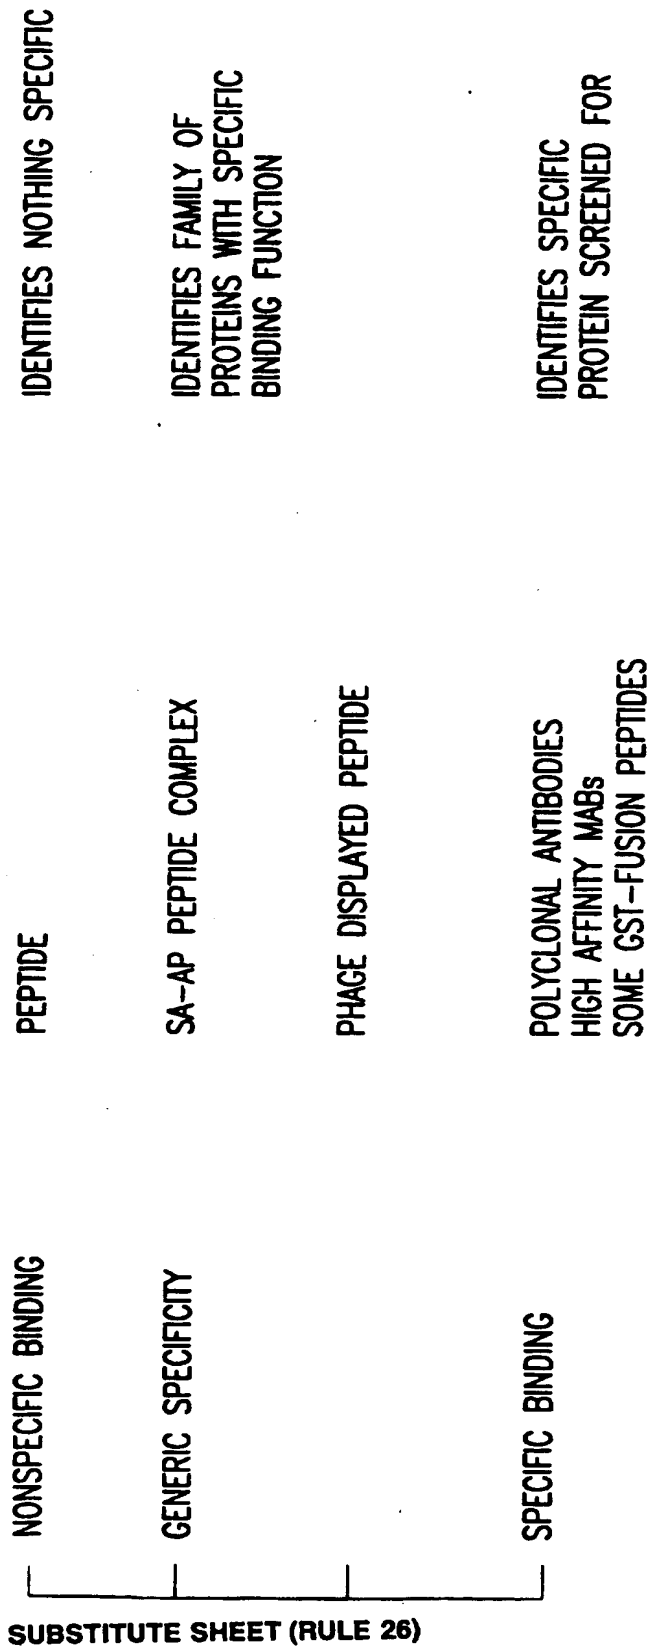 NONSPECIFIC BINDING
PEPTIDE
IDENTIFIES NOTHING SPECIFIC
GENERIC SPECIFICITY
SA-AP PEPTIDE COMPLEX
IDENTIFIES FAMILY OF
PROTEINS WITH SPECIFIC
BINDING FUNCTION
PHAGE DISPLAYED PEPTIDE
SPECIFIC BINDING
POLYCLONAL ANTIBODIES
HIGH AFFINITY MABs
SOME GST-FUSION PEPTIDES
IDENTIFIES SPECIFIC
PROTEIN SCREENED FOR
SUBSTITUTE SHEET (RULE 26)